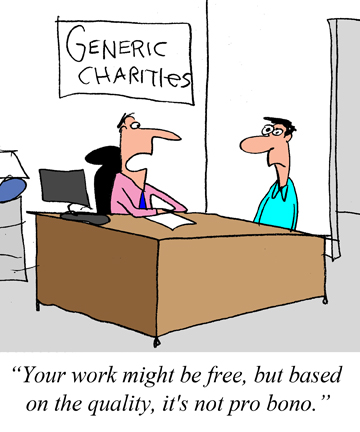 GENERIC
CHARITIES
“Your work might be free, but based
on the quality, it's not pro bono.”